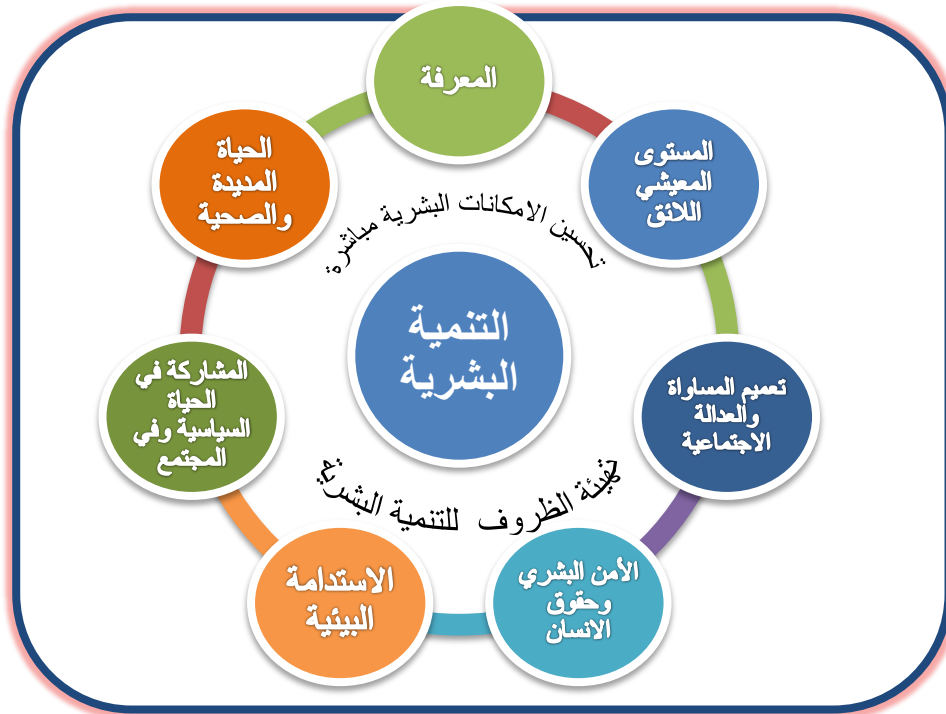 المعرفة
المستوى
المعيشي
اللائق
الحياة
المديدة
والصحية
تحسين الامكانات البشرية مباشرة
التنمية
البشرية
تعميم المساواة
والعدالة
الاجتماعية
المشاركة في
الحياة
السياسية وفي
المجتمع
تهيئة الظروف للتنمية البشرية
الأمن البشري
وحقوق
الانسان
الاستدامة
البيئية